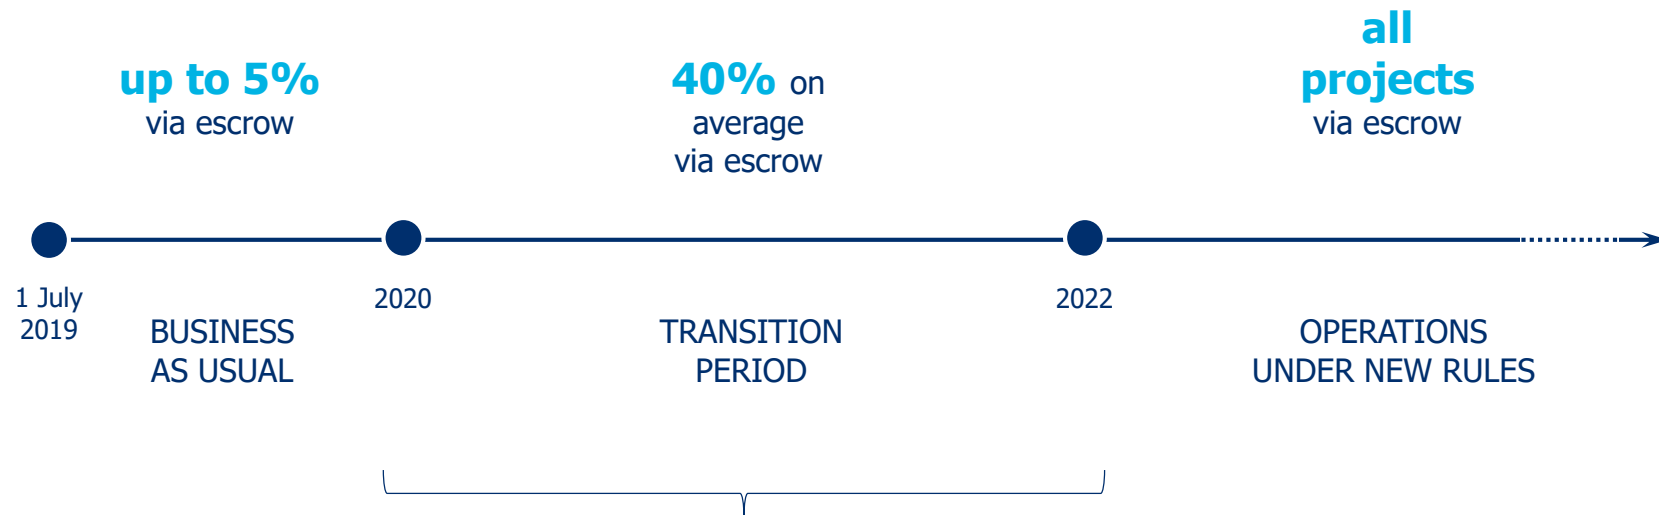 up to 5%
via escrow
40% on
average
via escrow
all
projects
via escrow
1 July
2019
2020
2022
BUSINESS
AS USUAL
TRANSITION
PERIOD
OPERATIONS
UNDER NEW RULES